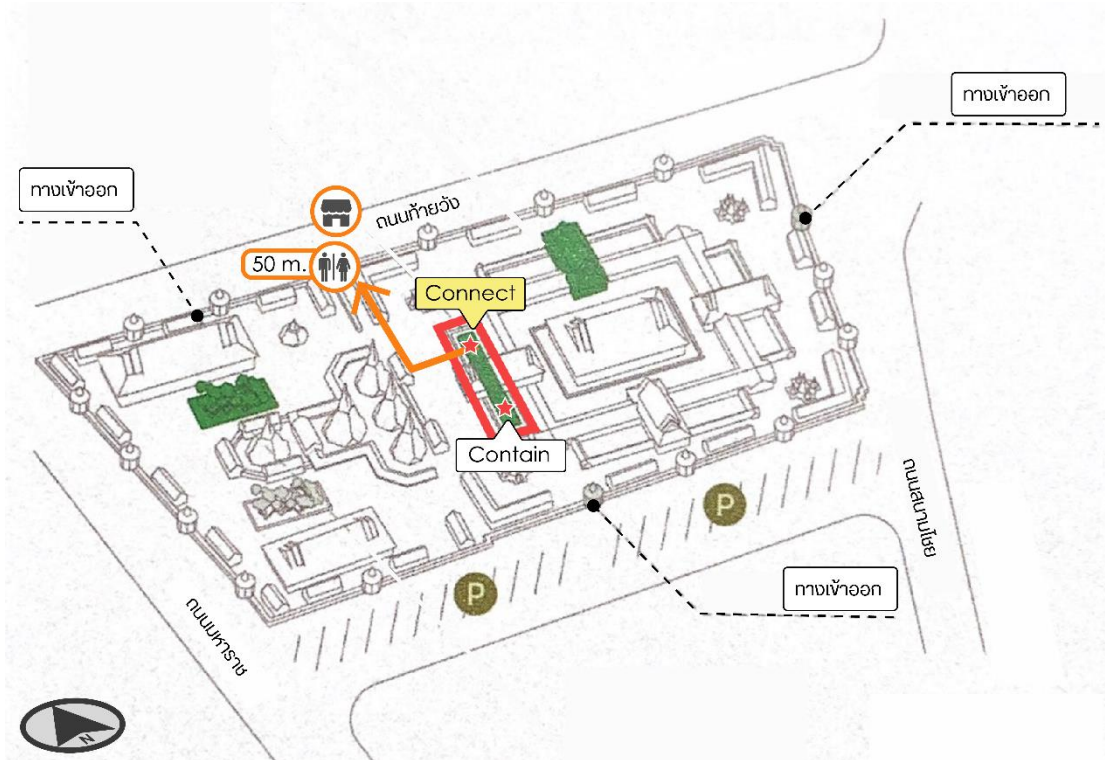 ทางเข้าออก
ทางเข้าออก
ถนนท้ายวัง
50 m.
Connect
Contain
ถนนสนามไชย
P
P
ทางเข้าออก
ถนนมหาราช
N